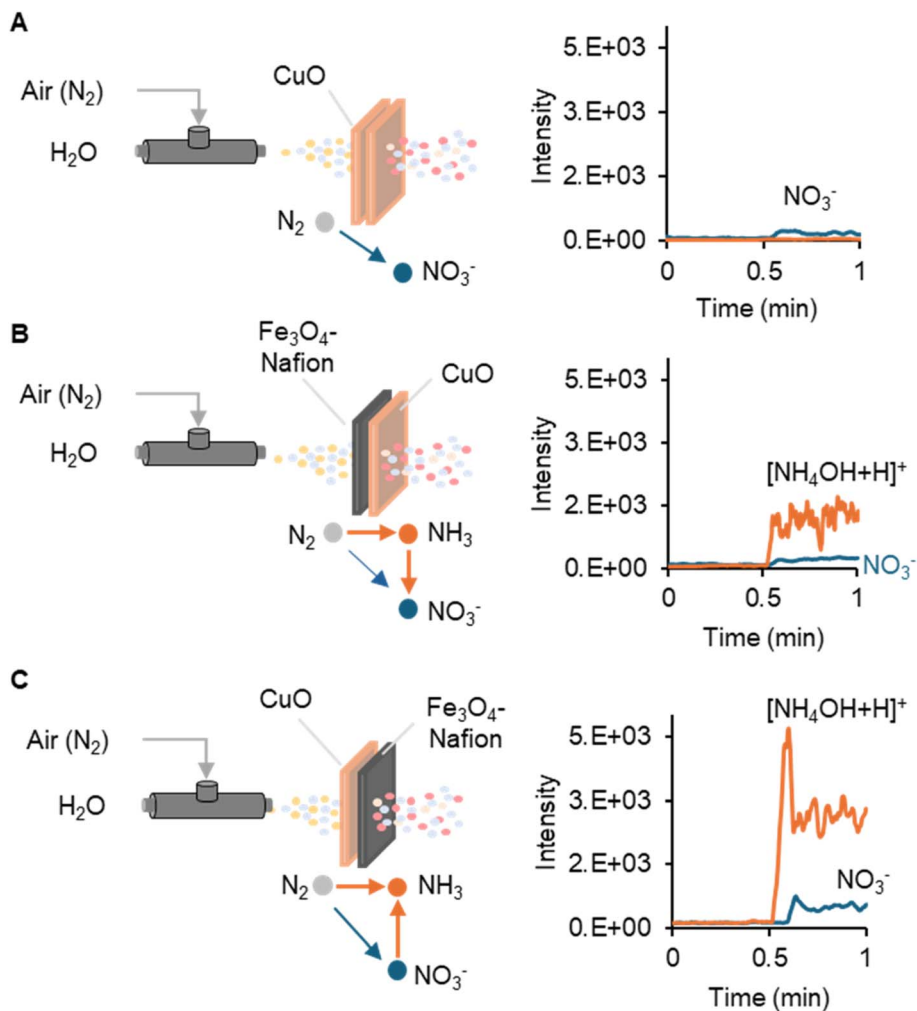 A
Air (N₂)
H₂O
CuO
N₂
NO₃⁻
Intensity
5.E+03
3.E+03
2.E+03
0.E+00
NO₃⁻
0 0.5 1
Time (min)
B
Fe₃O₄-
Nafion
CuO
Air (N₂)
H₂O
N₂
NH₃
NO₃⁻
Intensity
5.E+03
3.E+03
2.E+03
0.E+00
[NH₄OH+H]⁺
NO₃⁻
0 0.5 1
Time (min)
C
CuO
Fe₃O₄-
Nafion
Air (N₂)
H₂O
N₂
NH₃
NO₃⁻
Intensity
5.E+03
3.E+03
2.E+03
0.E+00
[NH₄OH+H]⁺
NO₃⁻
0 0.5 1
Time (min)